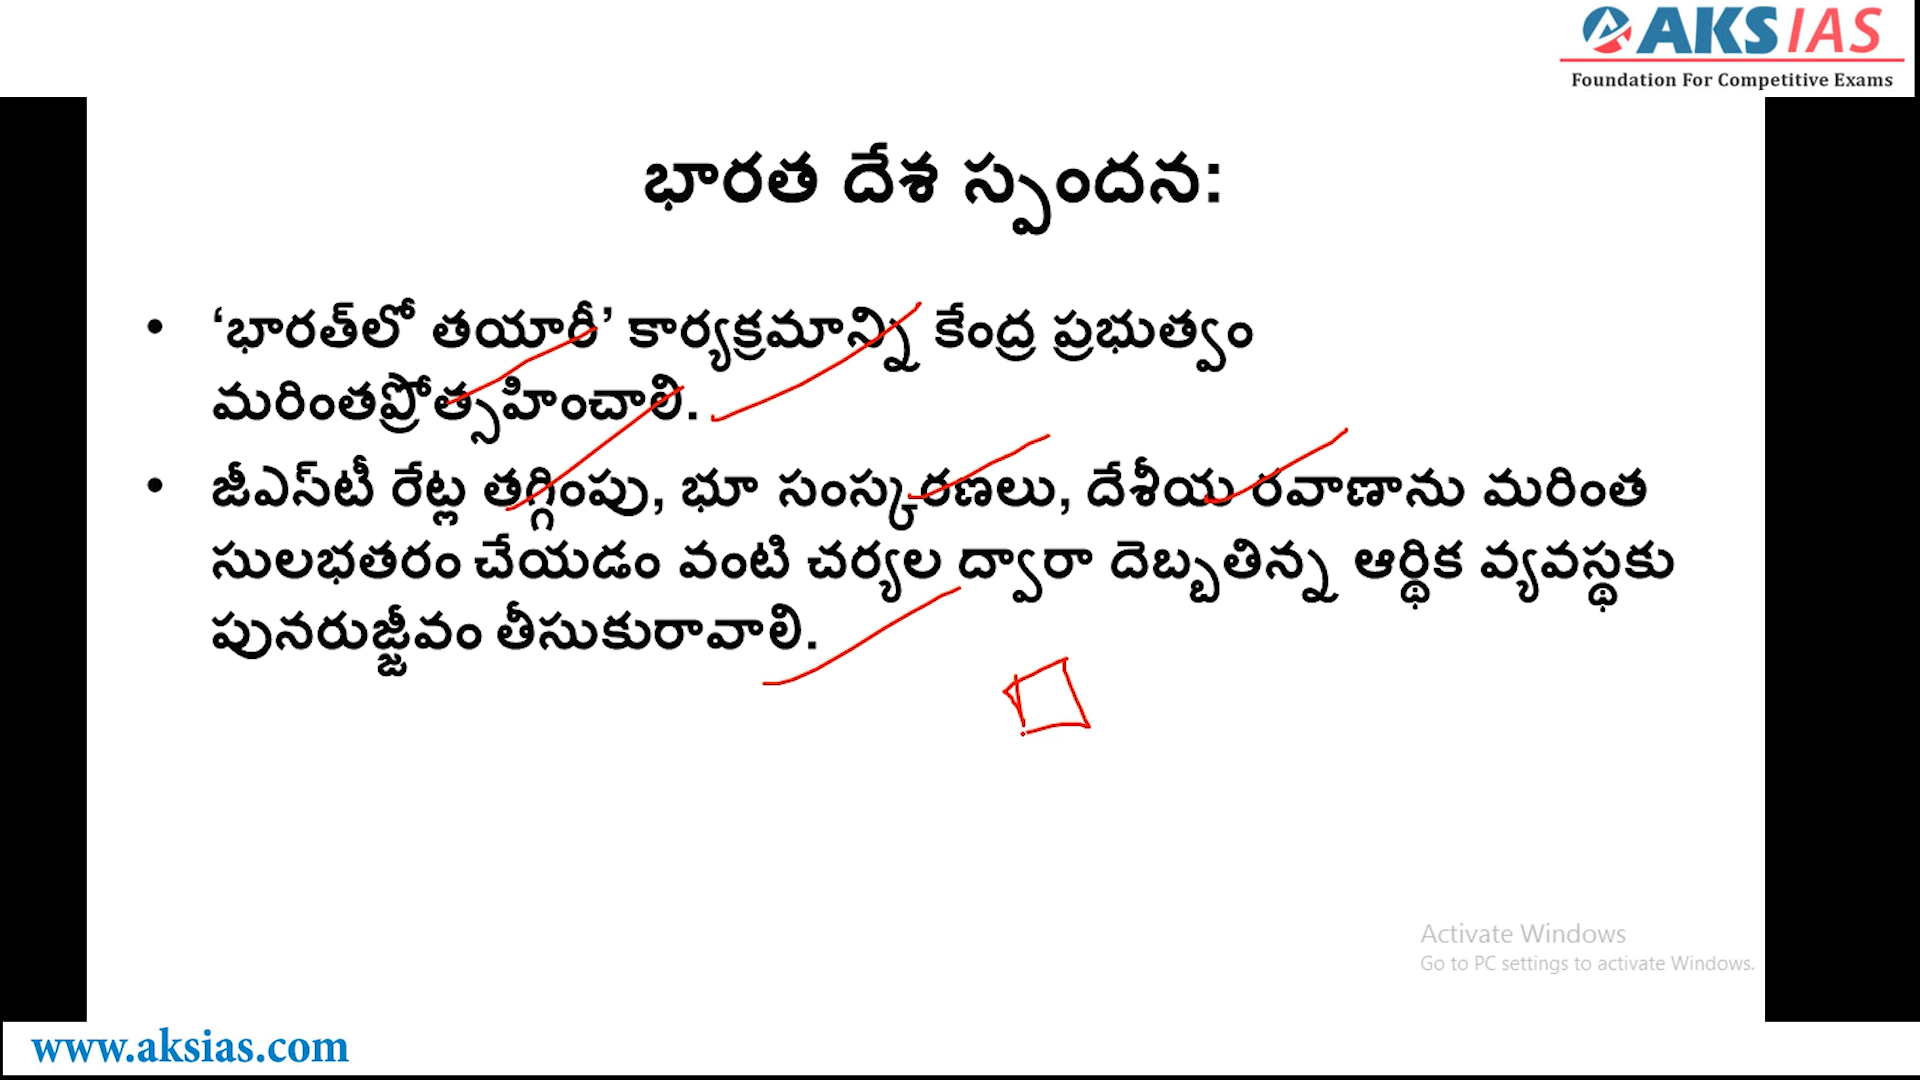 AKS IAS
Foundation For Competitive Exams
భారత దేశ స్పందన:
• ‘భారత్‌లో తయారీ’ కార్యక్రమాన్ని కేంద్ర ప్రభుత్వం
మరింతప్రోత్సహించాలి.
• జీఎస్‌టీ రేట్ల తగ్గింపు, భూ సంస్కరణలు, దేశీయ రవాణాను మరింత
సులభతరం చేయడం వంటి చర్యల ద్వారా దెబ్బతిన్న ఆర్థిక వ్యవస్థకు
పునరుజ్జీవం తీసుకురావాలి.
Activate Windows
Go to PC settings to activate Windows.
www.aksias.com